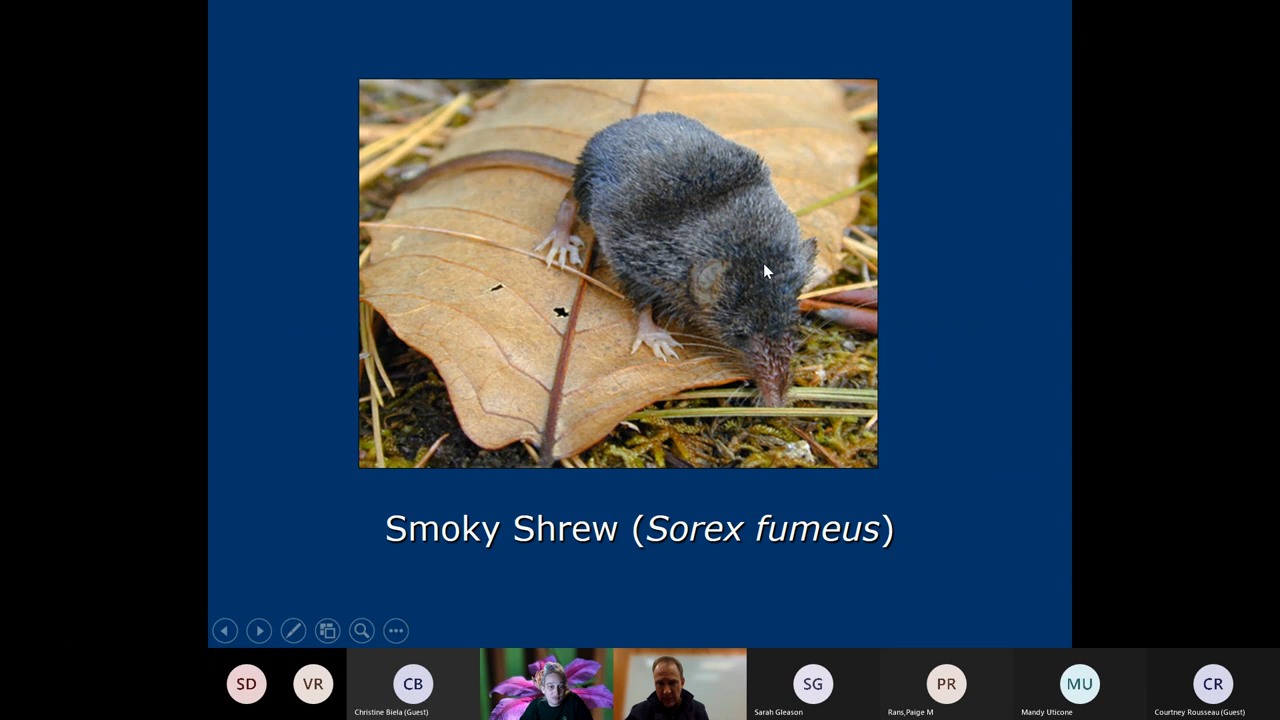 Smoky Shrew (Sorex fumeus)
SD
VR
CB
SG
PR
MU
CR
Christine Biela (Guest)
Sarah Gleason
Rans,Paige M
Mandy Uticone
Courtney Rousseau (Guest)